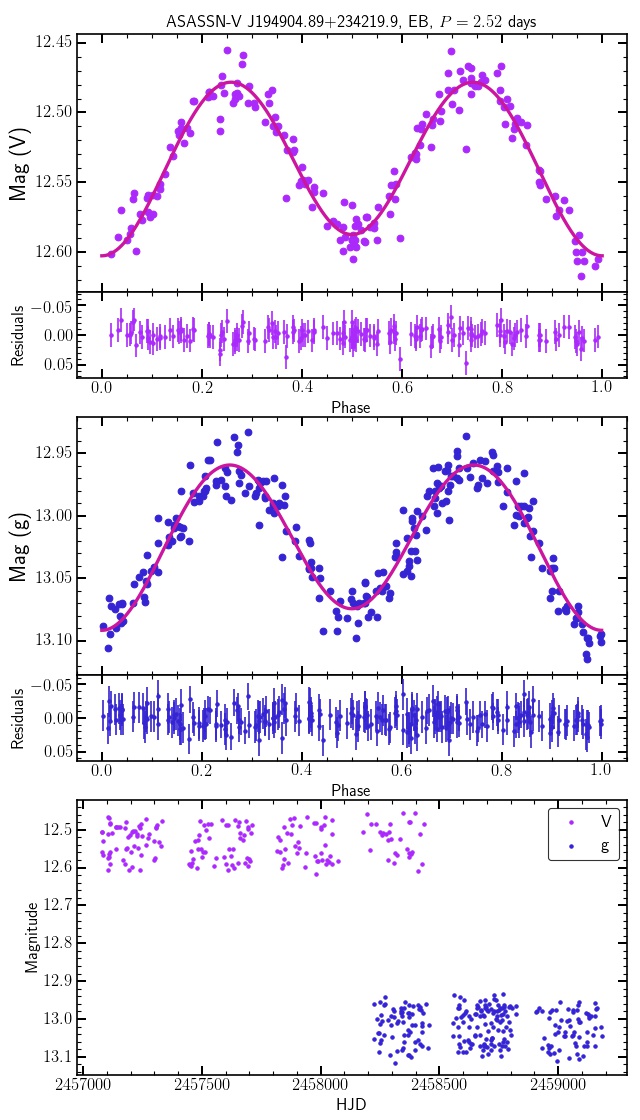 ASASSN-V J194904.89+234219.9, EB, P = 2.52 days
12.45
12.50
12.55
12.60
Mag (V)
−0.05
0.00
0.05
Residuals
0.0 0.2 0.4 0.6 0.8 1.0
Phase
12.95
13.00
13.05
13.10
Mag (g)
−0.05
0.00
0.05
Residuals
0.0 0.2 0.4 0.6 0.8 1.0
Phase
V
g
12.5
12.6
12.7
12.8
12.9
13.0
13.1
Magnitude
2457000 2457500 2458000 2458500 2459000
HJD